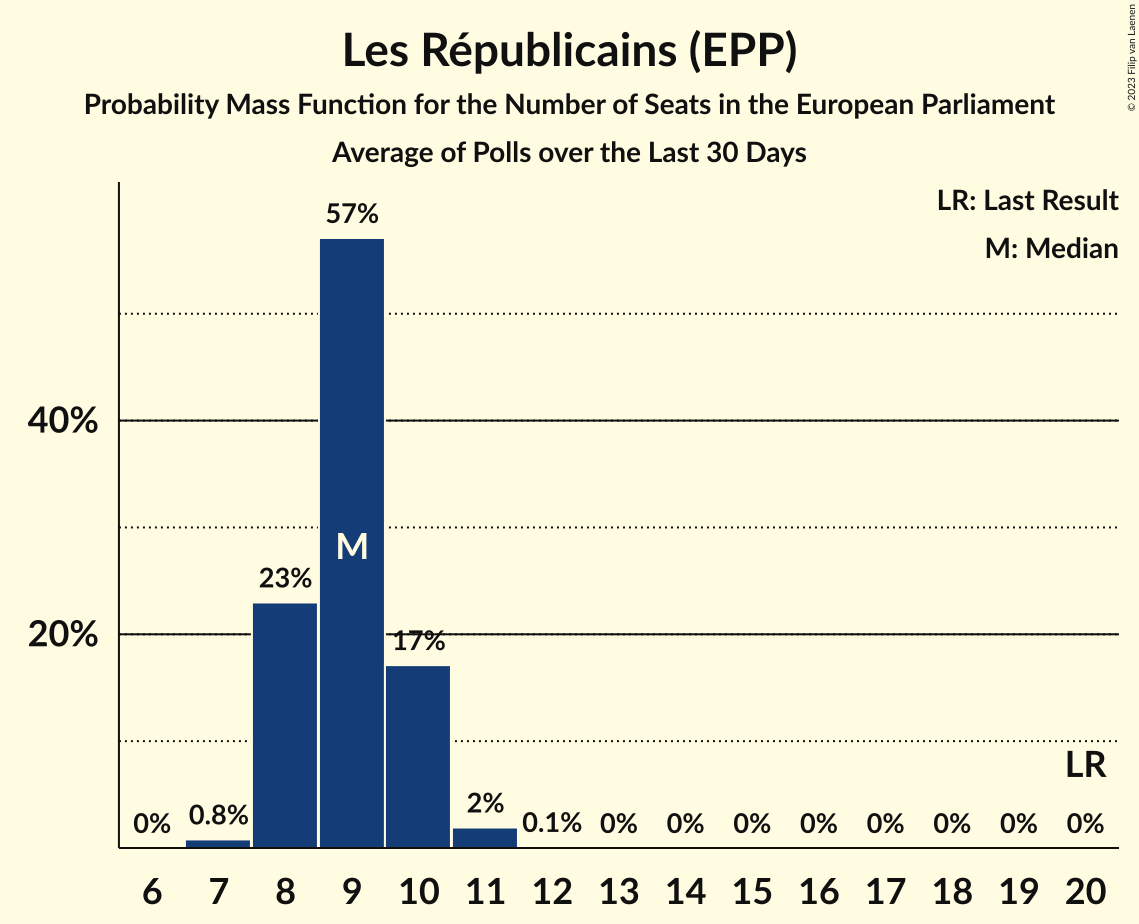 Les Républicains (EPP)
Probability Mass Function for the Number of Seats in the European Parliament
Average of Polls over the Last 30 Days
© 2023 Filip van Laenen
LR: Last Result
M: Median
57%
40%
M
23%
20%
17%
LR
0% 0.8% 2% 0.1% 0% 0% 0% 0% 0% 0% 0% 0%
6 7 8 9 10 11 12 13 14 15 16 17 18 19 20